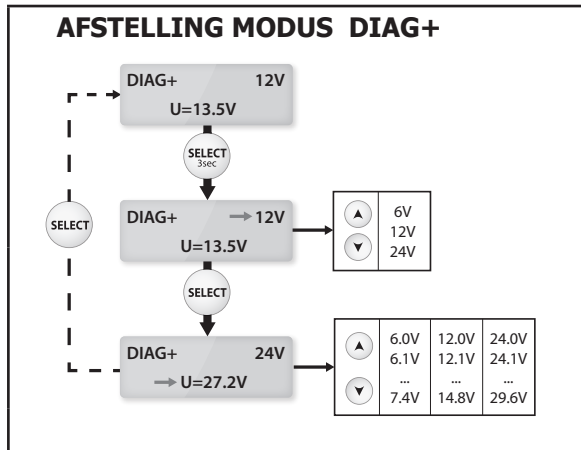 AFSTELLING MODUS DIAG+
DIAG+ 12V
U=13.5V
SELECT
3sec
SELECT
DIAG+ → 12V
U=13.5V
6V
12V
24V
SELECT
DIAG+ 24V
→ U=27.2V
6.0V 12.0V 24.0V
6.1V 12.1V 24.1V
... ... ...
7.4V 14.8V 29.6V